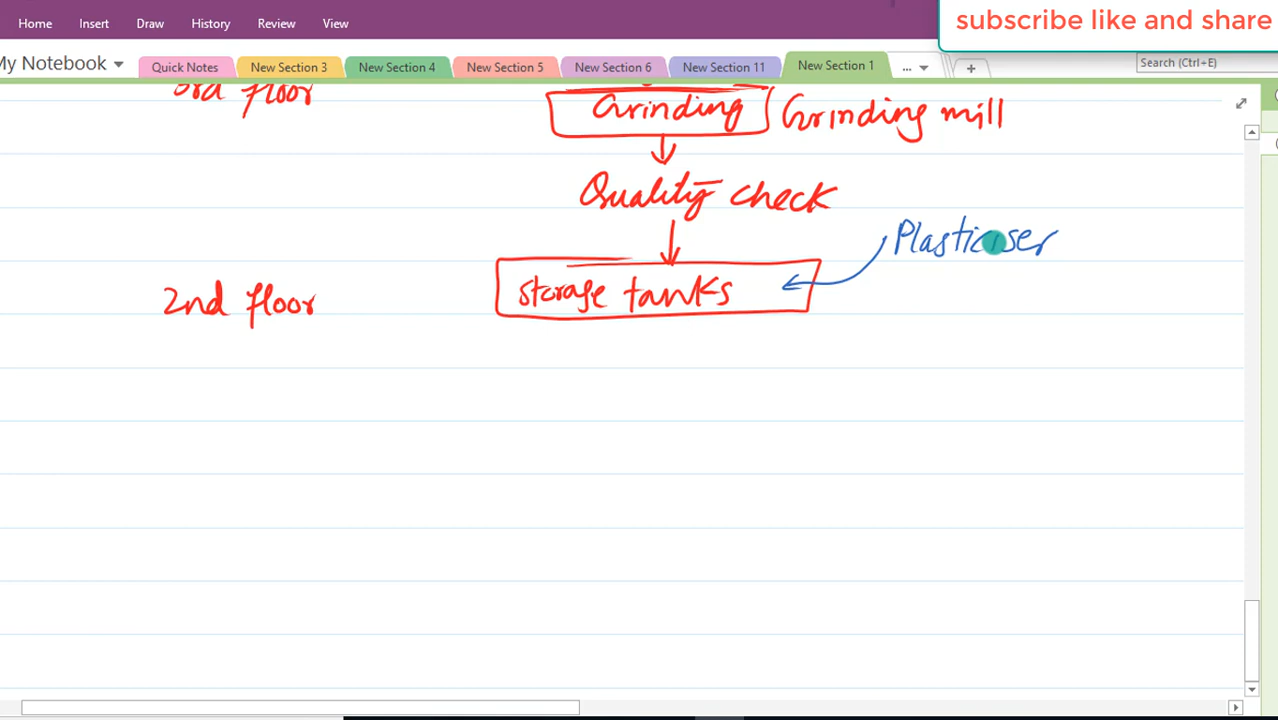 subscribe like and share
Home Insert Draw History Review View
My Notebook Quick Notes New Section 3 New Section 4 New Section 5 New Section 6 New Section 11 New Section 1 ... + Search (Ctrl+E)
3rd floor
Grinding Grinding mill
Quality check
Plasticiser
2nd floor storage tanks